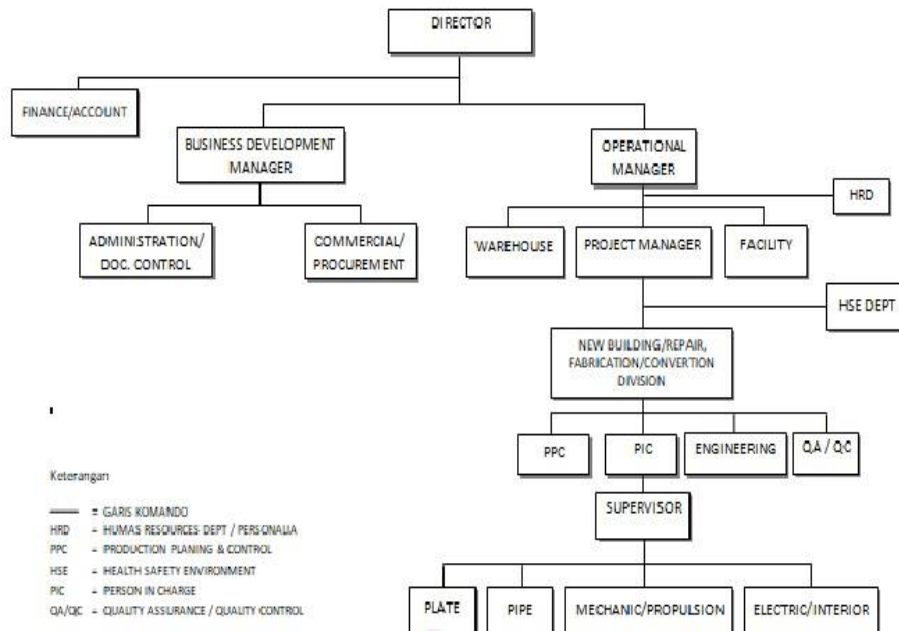 DIRECTOR
FINANCE/ACCOUNT
BUSINESS DEVELOPMENT
MANAGER
OPERATIONAL
MANAGER
HRD
ADMINISTRATION/
DOC. CONTROL
COMMERCIAL/
PROCUREMENT
WAREHOUSE
PROJECT MANAGER
FACILITY
HSE DEPT
NEW BUILDING/REPAIR,
FABRICATION/CONVERTION
DIVISION
PPC
PIC
ENGINEERING
QA / QC
SUPERVISOR
PLATE
PIPE
MECHANIC/PROPULSION
ELECTRIC/INTERIOR
Keterangan
= GARIS KOMANDO
HRD = HUMAS RESOURCES DEPT / PERSONALIA
PPC = PRODUCTION PLANING & CONTROL
HSE = HEALTH SAFETY ENVIRONMENT
PIC = PERSON IN CHARGE
QA/QC = QUALITY ASSURANCE / QUALITY CONTROL